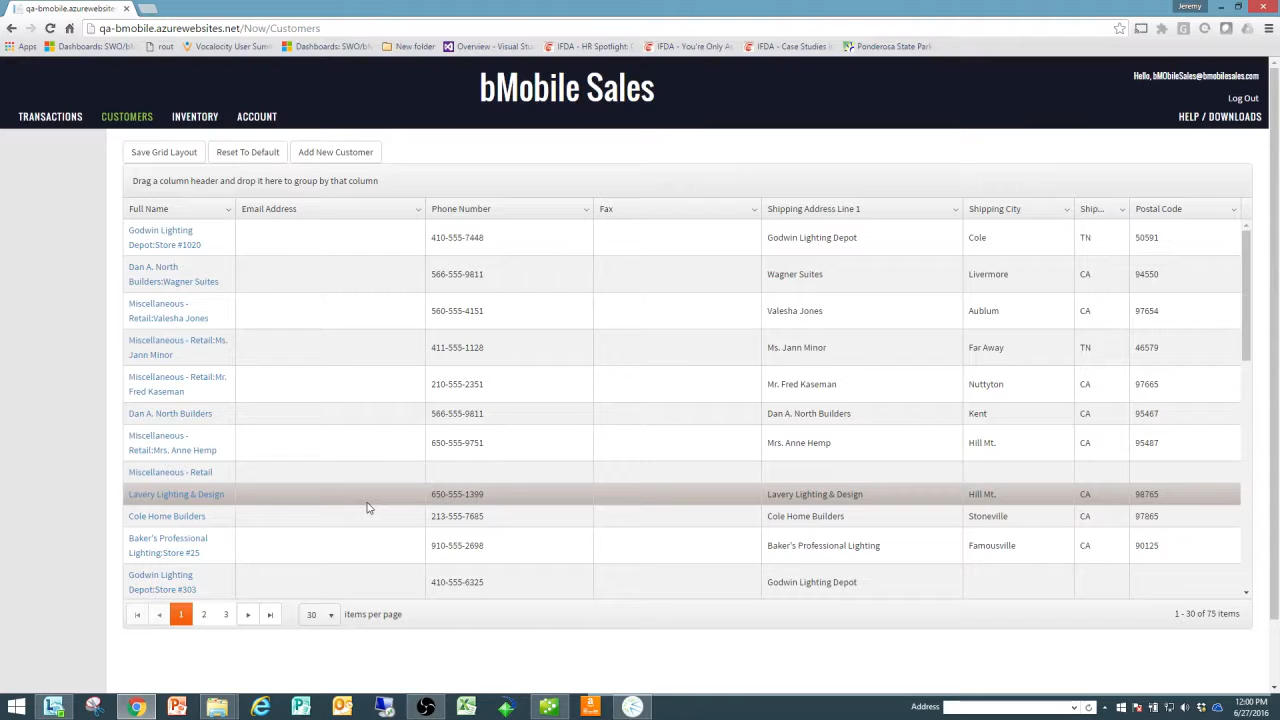 Jeremy
qa-bmobile.azurewebsites
qa-bmobile.azurewebsites.net/Now/Customers
Apps Dashboards: SWO/b rout Vocalocity User Summ Dashboards: SWO/b New folder Overview - Visual Stu IFDA - HR Spotlight: IFDA - You're Only A IFDA - Case Studies Ponderosa State Park
bMobile Sales
Hello, bMObileSales@bmobilesales.com
Log Out
TRANSACTIONS CUSTOMERS INVENTORY ACCOUNT HELP / DOWNLOADS
Save Grid Layout Reset To Default Add New Customer
Drag a column header and drop it here to group by that column
Full Name Email Address Phone Number Fax Shipping Address Line 1 Shipping City Ship... Postal Code
Godwin Lighting
Depot:Store #1020 410-555-7448 Godwin Lighting Depot Cole TN 50591
Dan A. North
Builders:Wagner Suites 566-555-9811 Wagner Suites Livermore CA 94550
Miscellaneous -
Retail:Valesha Jones 560-555-4151 Valesha Jones Aublum CA 97654
Miscellaneous - Retail:Ms.
Jann Minor 411-555-1128 Ms. Jann Minor Far Away TN 46579
Miscellaneous - Retail:Mr.
Fred Kaseman 210-555-2351 Mr. Fred Kaseman Nuttyton CA 97665
Dan A. North Builders 566-555-9811 Dan A. North Builders Kent CA 95467
Miscellaneous -
Retail:Mrs. Anne Hemp 650-555-9751 Mrs. Anne Hemp Hill Mt. CA 95487
Miscellaneous - Retail
Lavery Lighting & Design 650-555-1399 Lavery Lighting & Design Hill Mt. CA 98765
Cole Home Builders 213-555-7685 Cole Home Builders Stoneville CA 97865
Baker's Professional
Lighting:Store #25 910-555-2698 Baker's Professional Lighting Famousville CA 90125
Godwin Lighting
Depot:Store #303 410-555-6325 Godwin Lighting Depot
1 2 3 30 items per page 1 - 30 of 75 items
Address
12:00 PM
6/27/2016